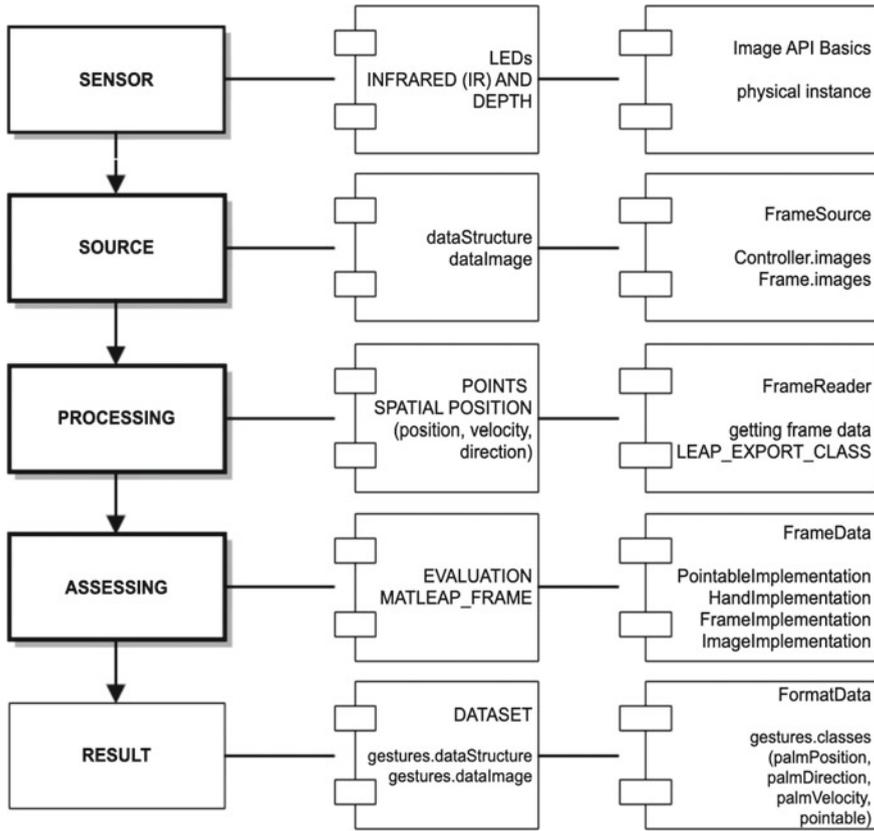 SENSOR
LEDs
INFRARED (IR) AND
DEPTH
Image API Basics
physical instance
SOURCE
dataStructure
dataImage
FrameSource
Controller.images
Frame.images
PROCESSING
POINTS
SPATIAL POSITION
(position, velocity,
direction)
FrameReader
getting frame data
LEAP_EXPORT_CLASS
ASSESSING
EVALUATION
MATLEAP_FRAME
FrameData
PointableImplementation
HandImplementation
FrameImplementation
ImageImplementation
RESULT
DATASET
gestures.dataStructure
gestures.dataImage
FormatData
gestures.classes
(palmPosition,
palmDirection,
palmVelocity,
pointable)